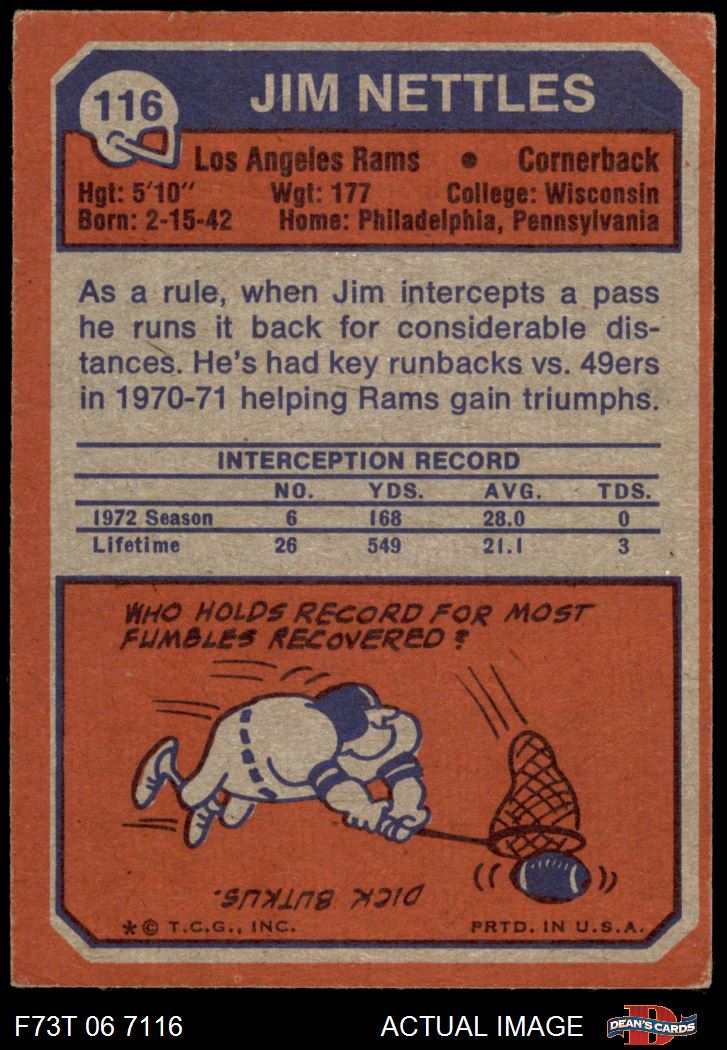 116
JIM NETTLES
Los Angeles Rams • Cornerback
Hgt: 5'10" Wgt: 177 College: Wisconsin
Born: 2-15-42 Home: Philadelphia, Pennsylvania
As a rule, when Jim intercepts a pass
he runs it back for considerable dis-
tances. He's had key runbacks vs. 49ers
in 1970-71 helping Rams gain triumphs.
INTERCEPTION RECORD
NO. YDS. AVG. TDS.
1972 Season 6 168 28.0 0
Lifetime 26 549 21.1 3
WHO HOLDS RECORD FOR MOST
FUMBLES RECOVERED?
DICK BUTKUS.
*© T.C.G., INC. PRTD. IN U.S.A.
F73T 06 7116 ACTUAL IMAGE
D
DEAN'S CARDS